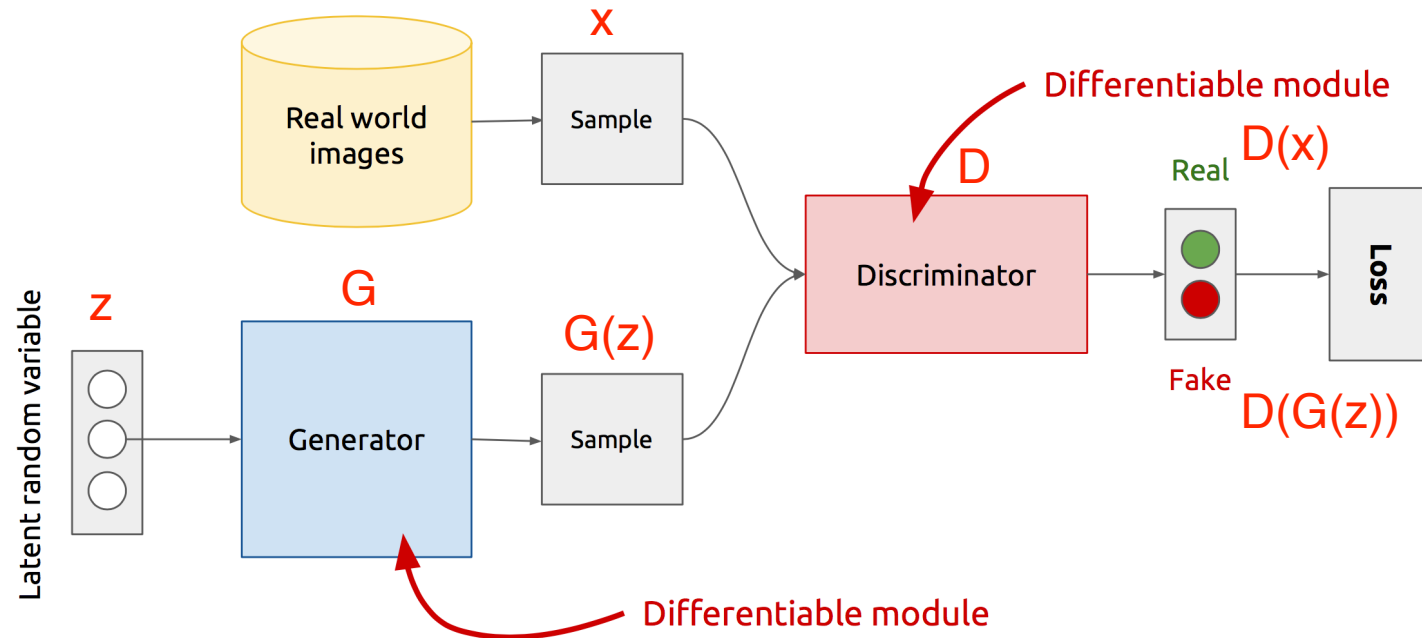 x
Real world
images
Sample
Differentiable module
D
D(x)
Real
Discriminator
Loss
Fake
D(G(z))
Latent random variable
z
G
Generator
G(z)
Sample
Differentiable module